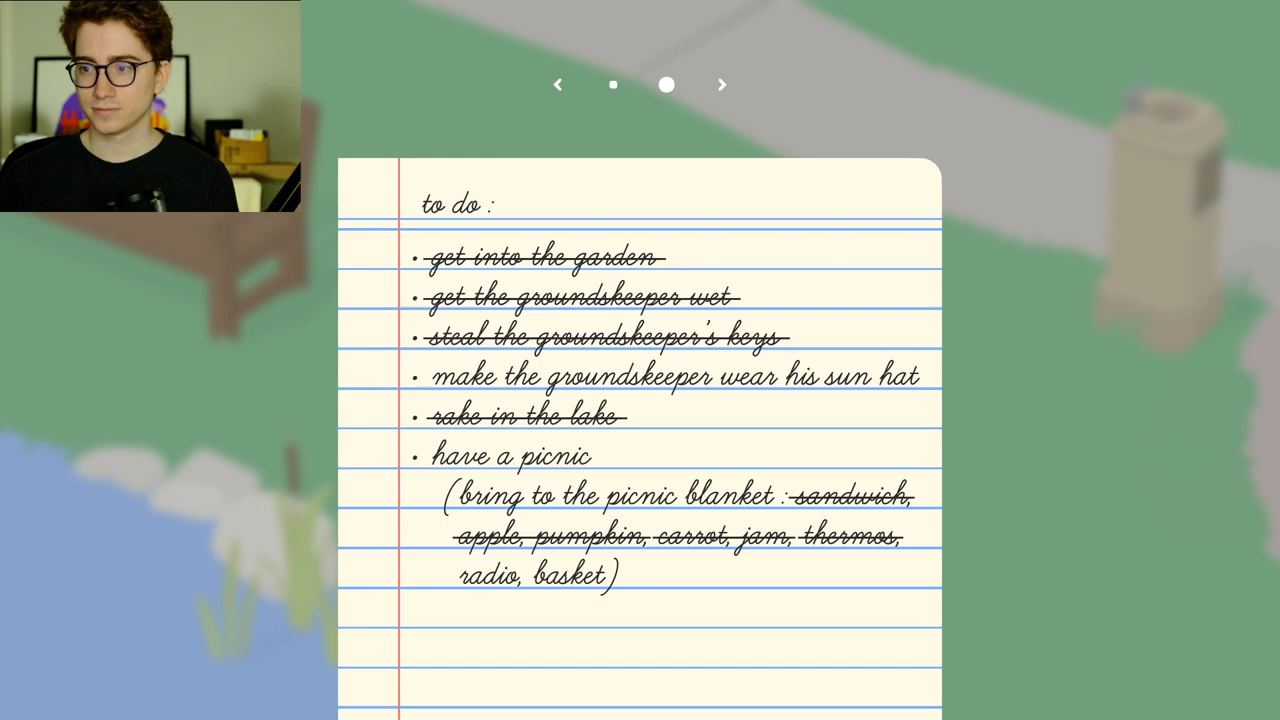 to do :
• get into the garden
• get the groundskeeper wet
• steal the groundskeeper's keys
• make the groundskeeper wear his sun hat
• rake in the lake
• have a picnic
(bring to the picnic blanket : sandwich,
apple, pumpkin, carrot, jam, thermos,
radio, basket)